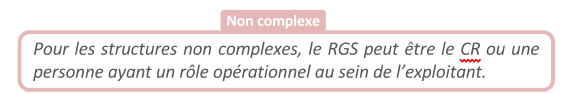 Non complexe
Pour les structures non complexes, le RGS peut être le CR ou une
personne ayant un rôle opérationnel au sein de l’exploitant.